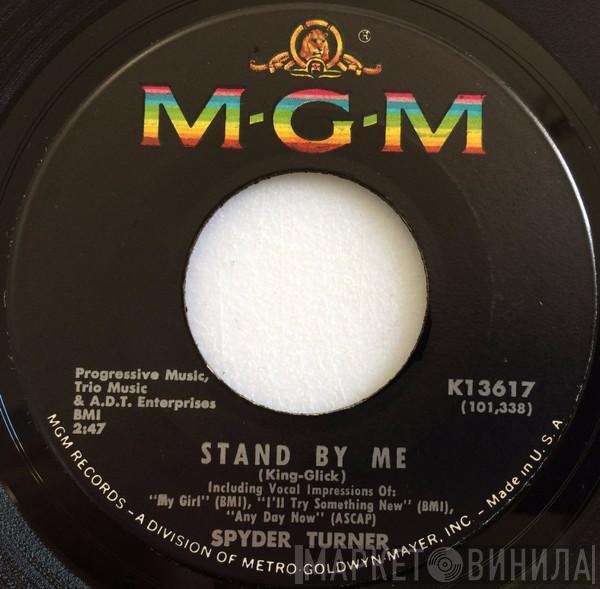 ®
M·G·M
Progressive Music,
Trio Music
& A.D.T. Enterprises
BMI
2:47
K13617
(101,338)
STAND BY ME
(King-Glick)
Including Vocal Impressions Of:
"My Girl" (BMI), "I'll Try Something New" (BMI),
"Any Day Now" (ASCAP)
SPYDER TURNER
MGM RECORDS - A DIVISION OF METRO-GOLDWYN-MAYER, INC. - Made in U.S.A
МАРКЕТ ВИНИЛА